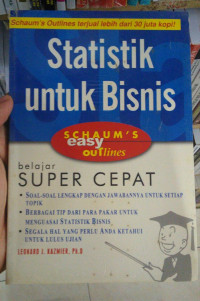 Schaum's Outlines terjual lebih dari 30 juta kopi!
Statistik
untuk Bisnis
SCHAUM'S
easy
OUTlines
belajar
SUPER CEPAT
• SOAL-SOAL LENGKAP DENGAN JAWABANNYA UNTUK SETIAP
TOPIK
• BERBAGAI TIP DARI PARA PAKAR UNTUK
MENGUASAI STATISTIK BISNIS
• SEGALA HAL YANG PERLU ANDA KETAHUI
UNTUK LULUS UJIAN
LEONARD J. KAZMIER, Ph.D